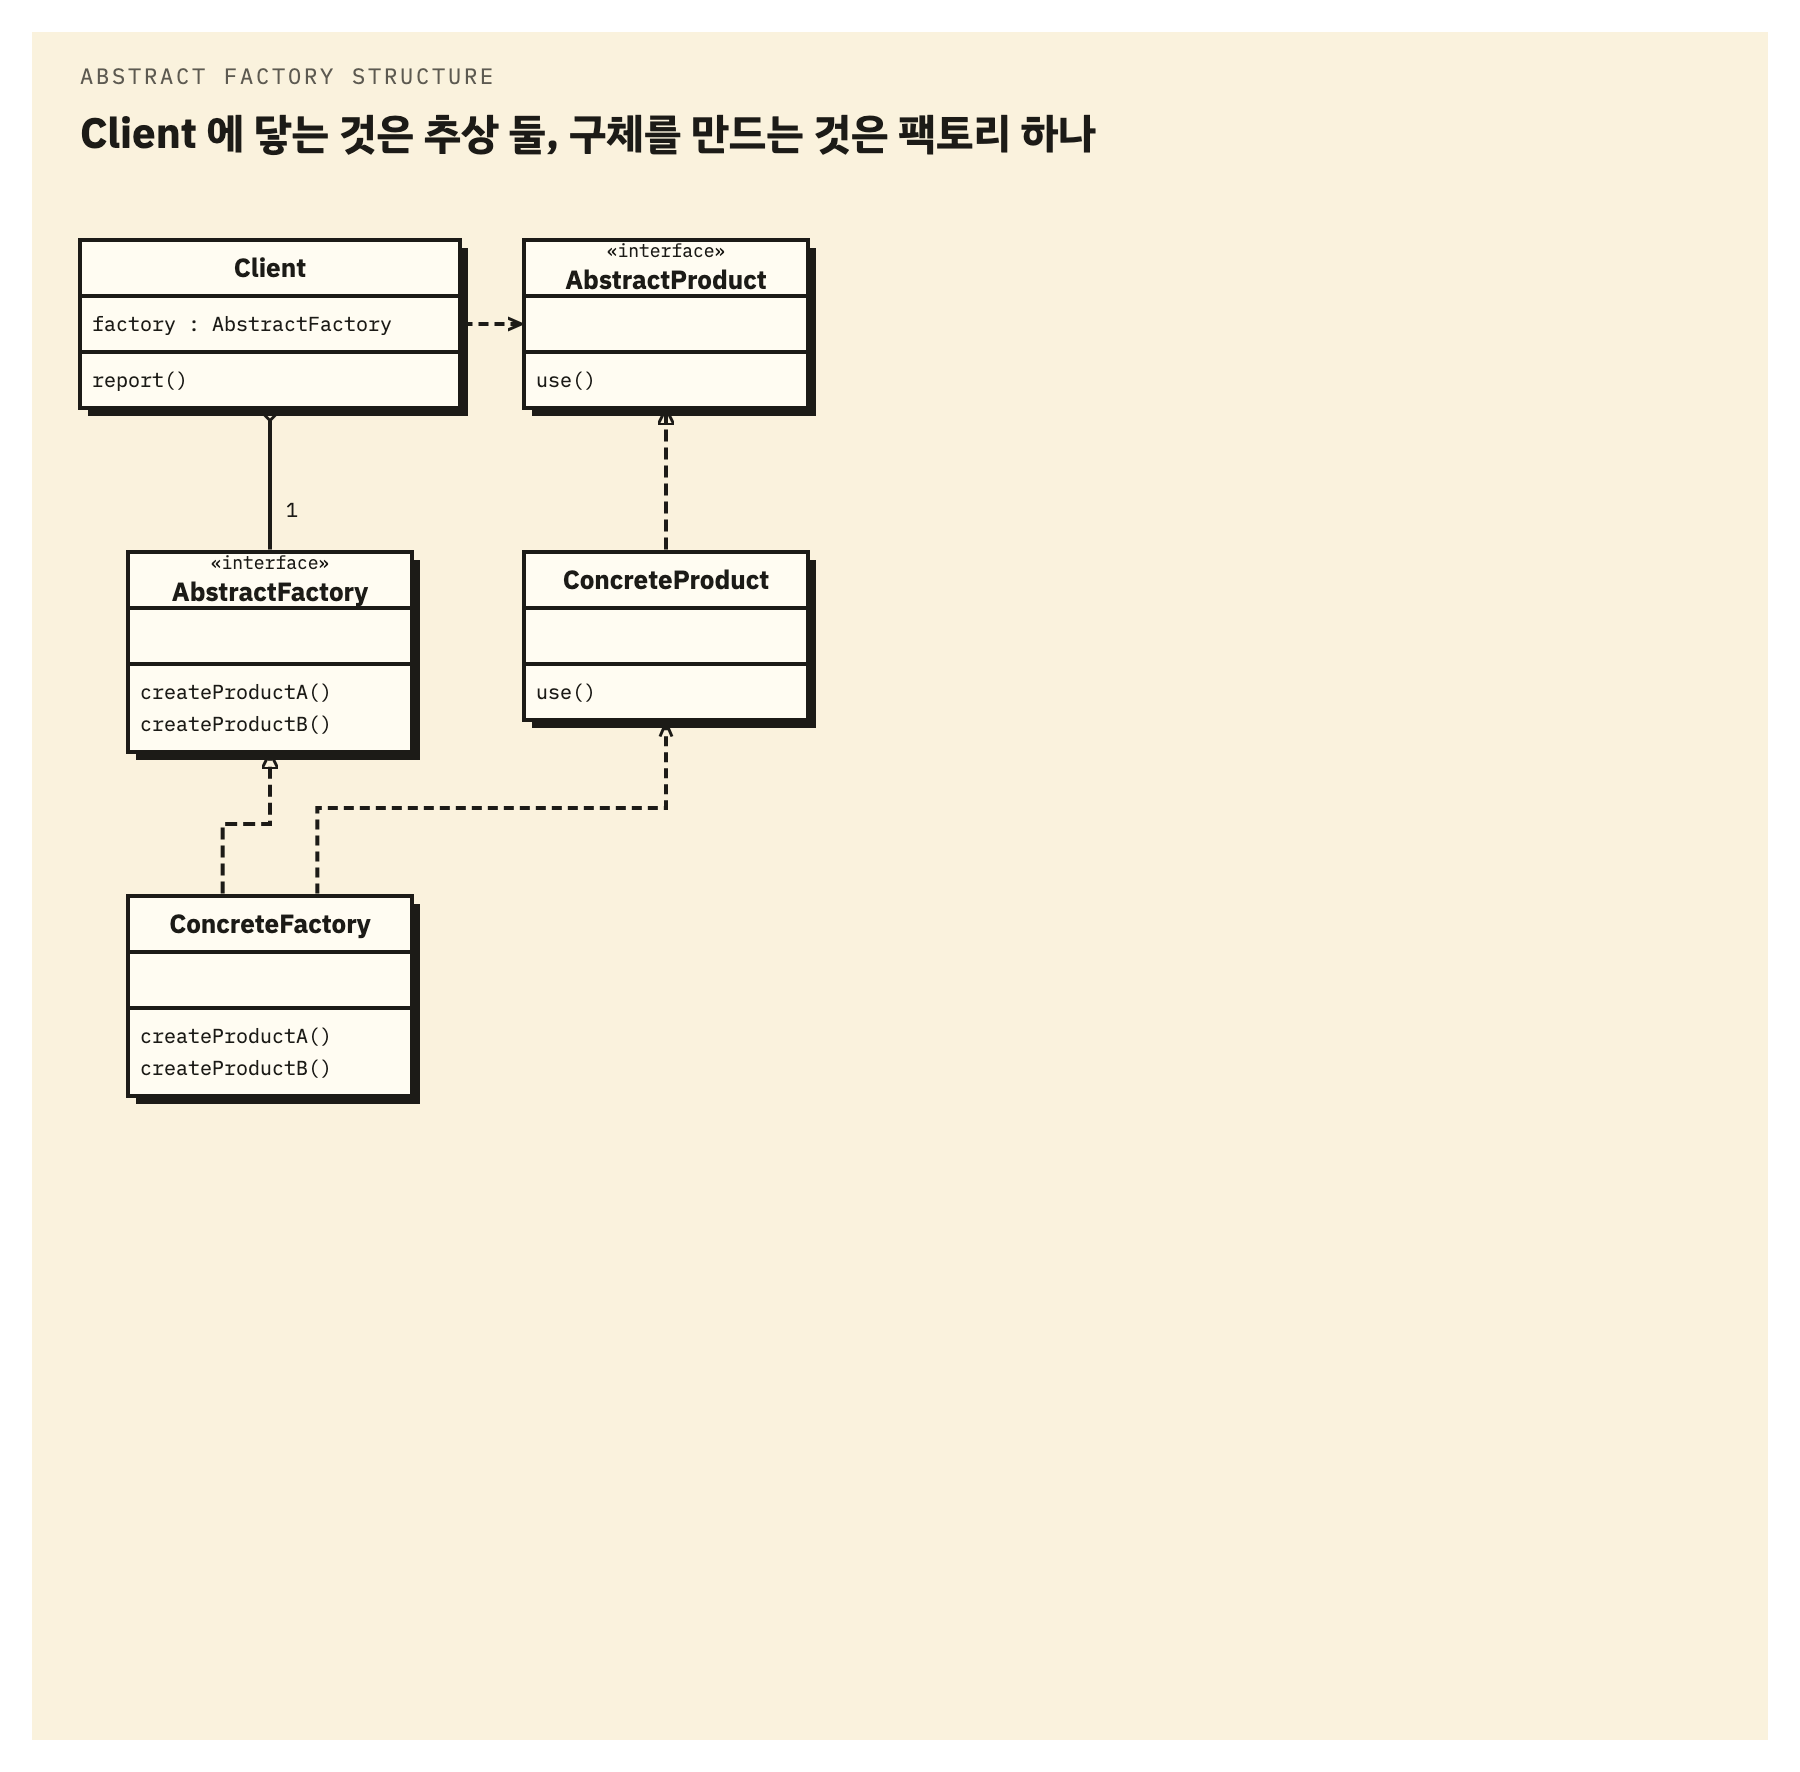 ABSTRACT FACTORY STRUCTURE
Client 에 닿는 것은 추상 둘, 구체를 만드는 것은 팩토리 하나
Client
factory : AbstractFactory
report()
«interface»
AbstractProduct
use()
1
«interface»
AbstractFactory
createProductA()
createProductB()
ConcreteProduct
use()
ConcreteFactory
createProductA()
createProductB()